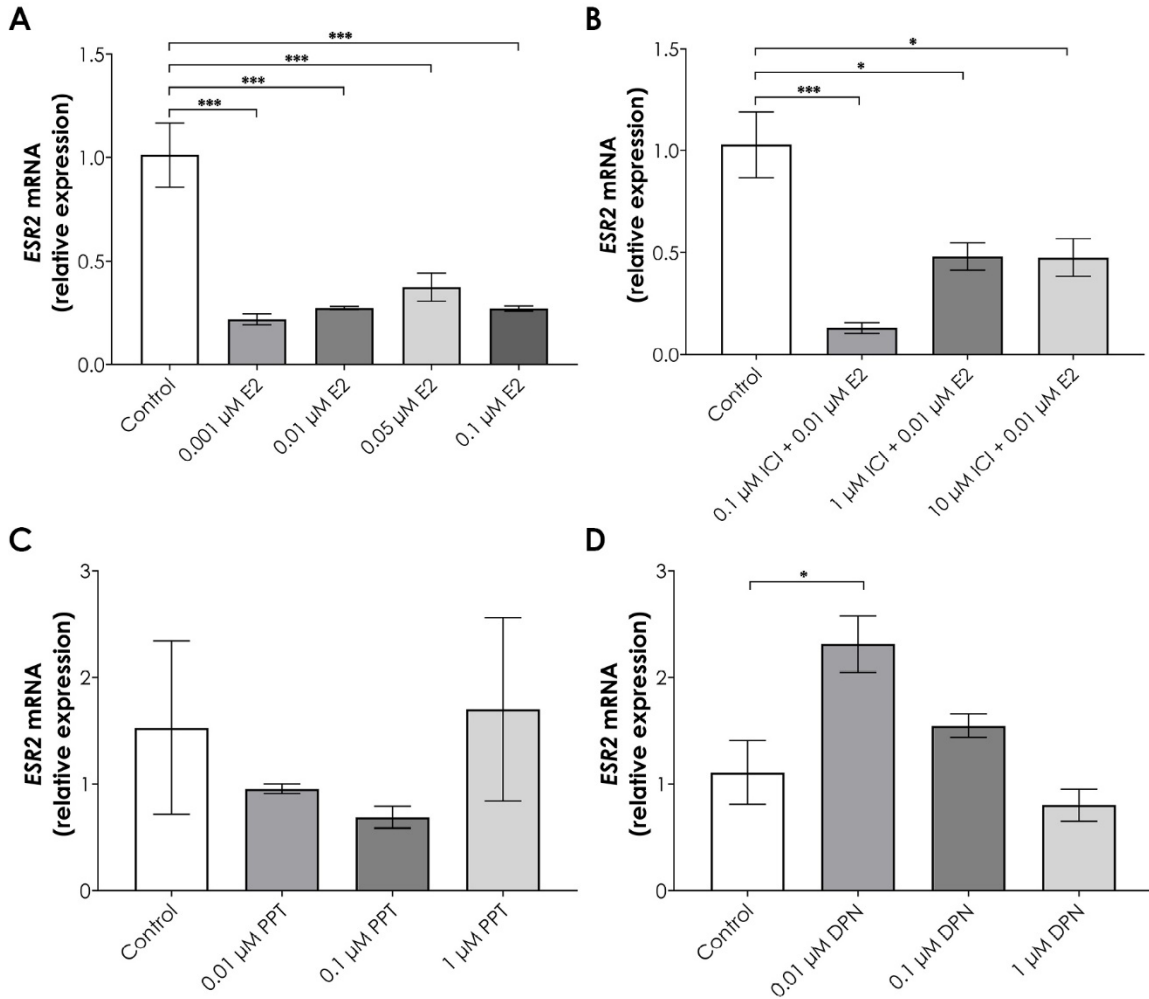 A
ESR2 mRNA
(relative expression)
1.5
1.0
0.5
0.0
***
***
***
***
Control
0.001 µM E2
0.01 µM E2
0.05 µM E2
0.1 µM E2
B
ESR2 mRNA
(relative expression)
1.5
1.0
0.5
0.0
*
*
***
Control
0.1 µM ICI + 0.01 µM E2
1 µM ICI + 0.01 µM E2
10 µM ICI + 0.01 µM E2
C
ESR2 mRNA
(relative expression)
3
2
1
0
Control
0.01 µM PPT
0.1 µM PPT
1 µM PPT
D
ESR2 mRNA
(relative expression)
3
2
1
0
*
Control
0.01 µM DPN
0.1 µM DPN
1 µM DPN